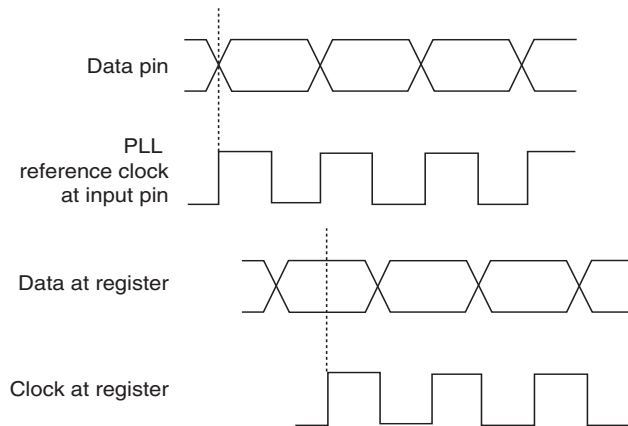 Data pin
PLL
reference clock
at input pin
Data at register
Clock at register